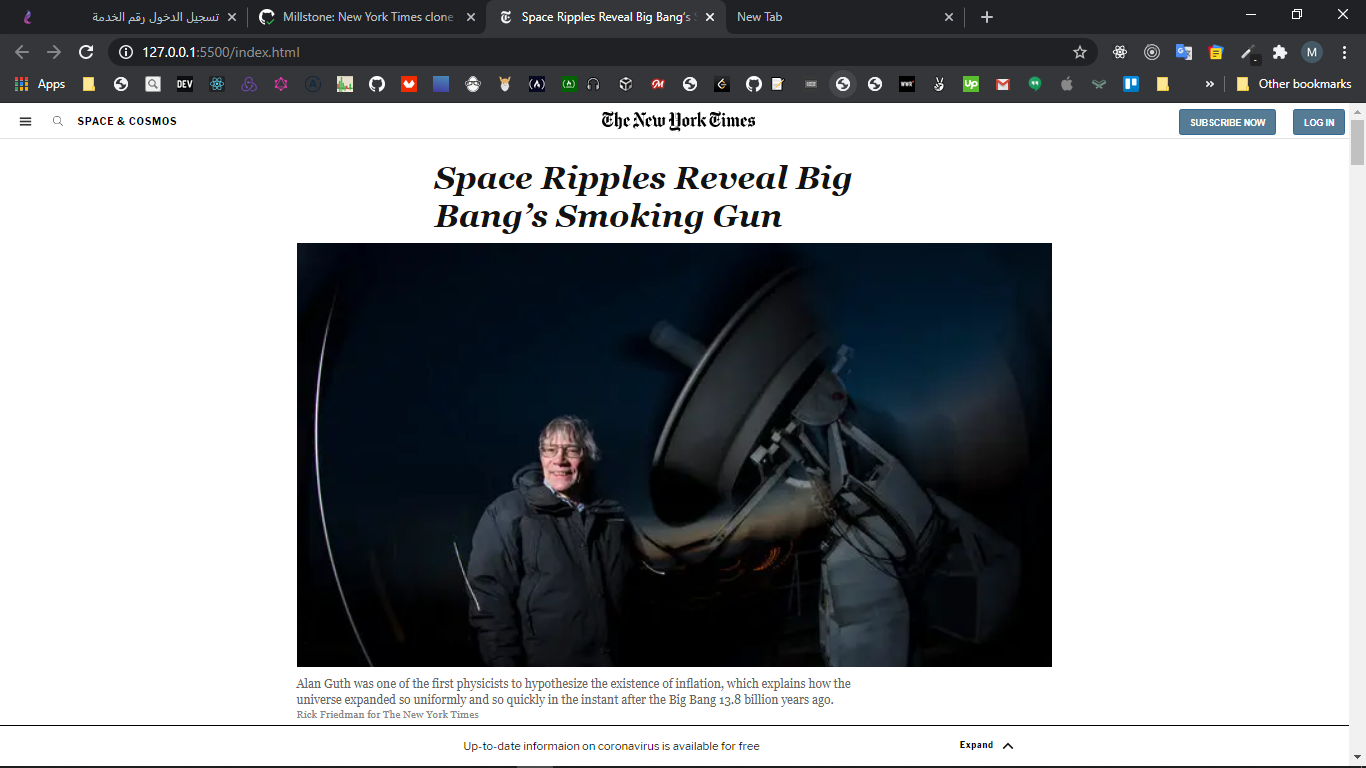 تسجيل الدخول رقم الخدمة
Millstone: New York Times clone
Space Ripples Reveal Big Bang's
New Tab
127.0.0.1:5500/index.html
M
Apps
DEV
Up
Other bookmarks
SPACE & COSMOS
The New York Times
SUBSCRIBE NOW
LOG IN
Space Ripples Reveal Big
Bang’s Smoking Gun
Alan Guth was one of the first physicists to hypothesize the existence of inflation, which explains how the
universe expanded so uniformly and so quickly in the instant after the Big Bang 13.8 billion years ago.
Rick Friedman for The New York Times
Up-to-date informaion on coronavirus is available for free
Expand